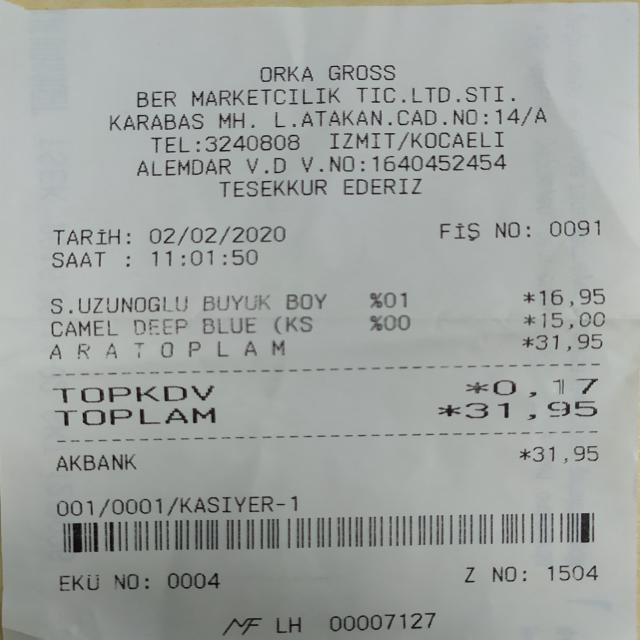 ORKA GROSS
BER MARKETCILIK TIC.LTD.STI.
KARABAS MH. L.ATAKAN.CAD.NO:14/A
TEL:3240808 IZMIT/KOCAELI
ALEMDAR V.D V.NO:1640452454
TESEKKUR EDERIZ
TARİH: 02/02/2020 FİŞ NO: 0091
SAAT : 11:01:50
S.UZUNOGLU BUYUK BOY %01 *16,95
CAMEL DEEP BLUE (KS %00 *15,00
A R A T O P L A M *31,95
TOPKDV *0,17
TOPLAM *31,95
AKBANK *31,95
001/0001/KASIYER-1
EKÜ NO: 0004 Z NO: 1504
MF LH 00007127